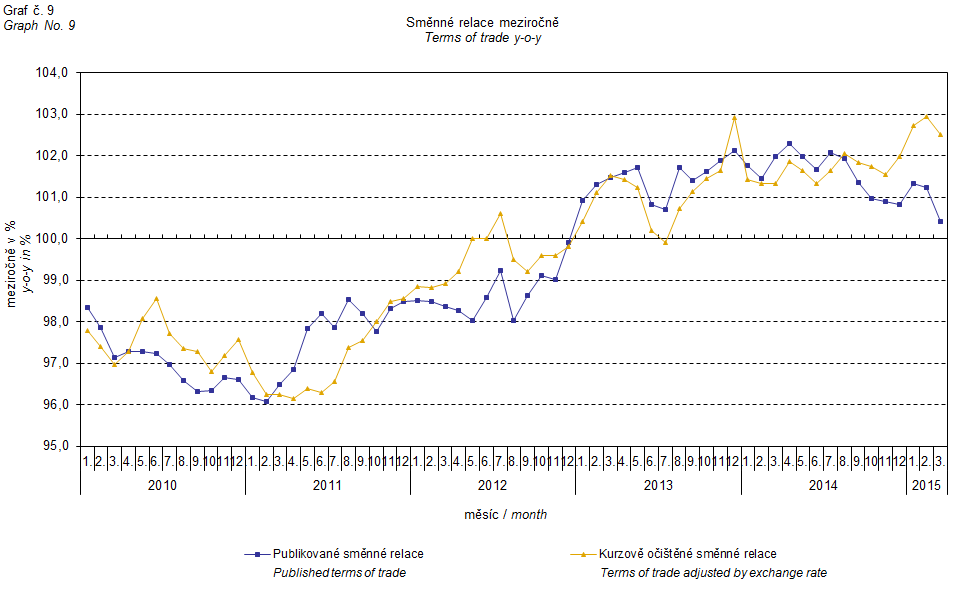 Graf č. 9
Graph No. 9
Směnné relace meziročně
Terms of trade y-o-y
104,0
103,0
102,0
101,0
100,0
99,0
98,0
97,0
96,0
95,0
meziročně v %
y-o-y in %
1. 2. 3. 4. 5. 6. 7. 8. 9. 10 11 12 1. 2. 3. 4. 5. 6. 7. 8. 9. 10 11 12 1. 2. 3. 4. 5. 6. 7. 8. 9. 10 11 12 1. 2. 3. 4. 5. 6. 7. 8. 9. 10 11 12 1. 2. 3. 4. 5. 6. 7. 8. 9. 10 11 12 1. 2. 3.
2010 2011 2012 2013 2014 2015
měsíc / month
Publikované směnné relace
Published terms of trade
Kurzově očištěné směnné relace
Terms of trade adjusted by exchange rate